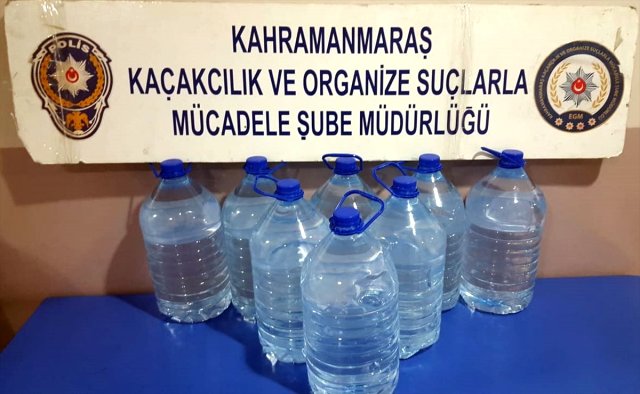 KAHRAMANMARAŞ
KAÇAKCILIK VE ORGANİZE SUÇLARLA
MÜCADELE ŞUBE MÜDÜRLÜĞÜ
POLİS
EGM